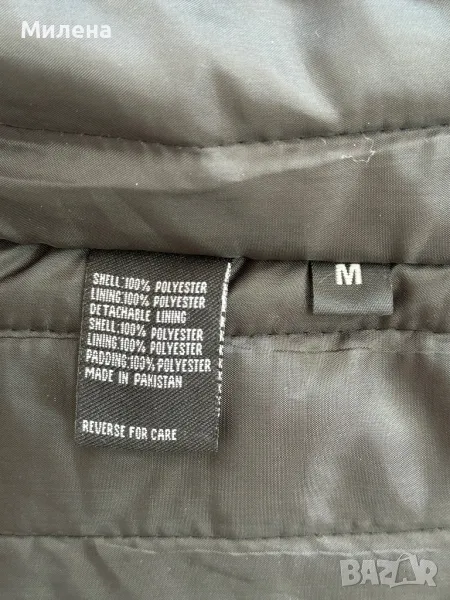 Милена
SHELL:100% POLYESTER
LINING:100% POLYESTER
DETACHABLE LINING
SHELL:100% POLYESTER
LINING:100% POLYESTER
PADDING:100% POLYESTER
MADE IN PAKISTAN
REVERSE FOR CARE
M
BAZAR